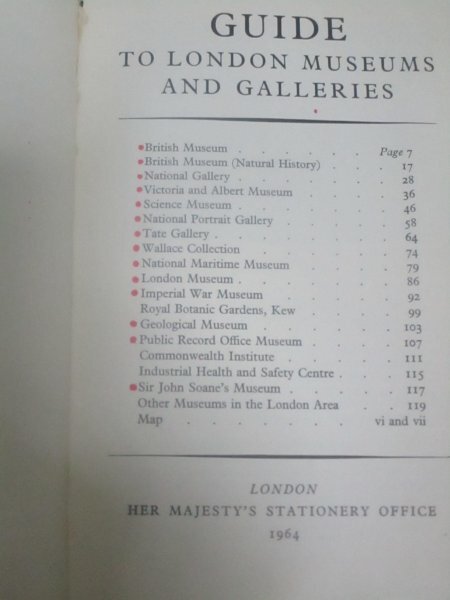 GUIDE
TO LONDON MUSEUMS
AND GALLERIES
British Museum . . . . . . Page 7
British Museum (Natural History) . . . . 17
National Gallery . . . . . . 28
Victoria and Albert Museum . . . . 36
Science Museum . . . . . . 46
National Portrait Gallery . . . . . 58
Tate Gallery . . . . . . . 64
Wallace Collection . . . . . 74
National Maritime Museum . . . . 79
London Museum . . . . . . 86
Imperial War Museum . . . . . 92
Royal Botanic Gardens, Kew . . . . 99
Geological Museum . . . . . 103
Public Record Office Museum . . . . 107
Commonwealth Institute . . . . . 111
Industrial Health and Safety Centre . . . 115
Sir John Soane's Museum . . . . . 117
Other Museums in the London Area . . 119
Map . . . . . . vi and vii
LONDON
HER MAJESTY'S STATIONERY OFFICE
1964